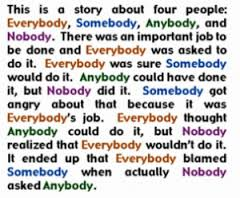 This is a story about four people:
Everybody, Somebody, Anybody, and
Nobody. There was an important job to
be done and Everybody was asked to
do it. Everybody was sure Somebody
would do it. Anybody could have done
it, but Nobody did it. Somebody got
angry about that because it was
Everybody's job. Everybody thought
Anybody could do it, but Nobody
realized that Everybody wouldn't do it.
It ended up that Everybody blamed
Somebody when actually Nobody
asked Anybody.